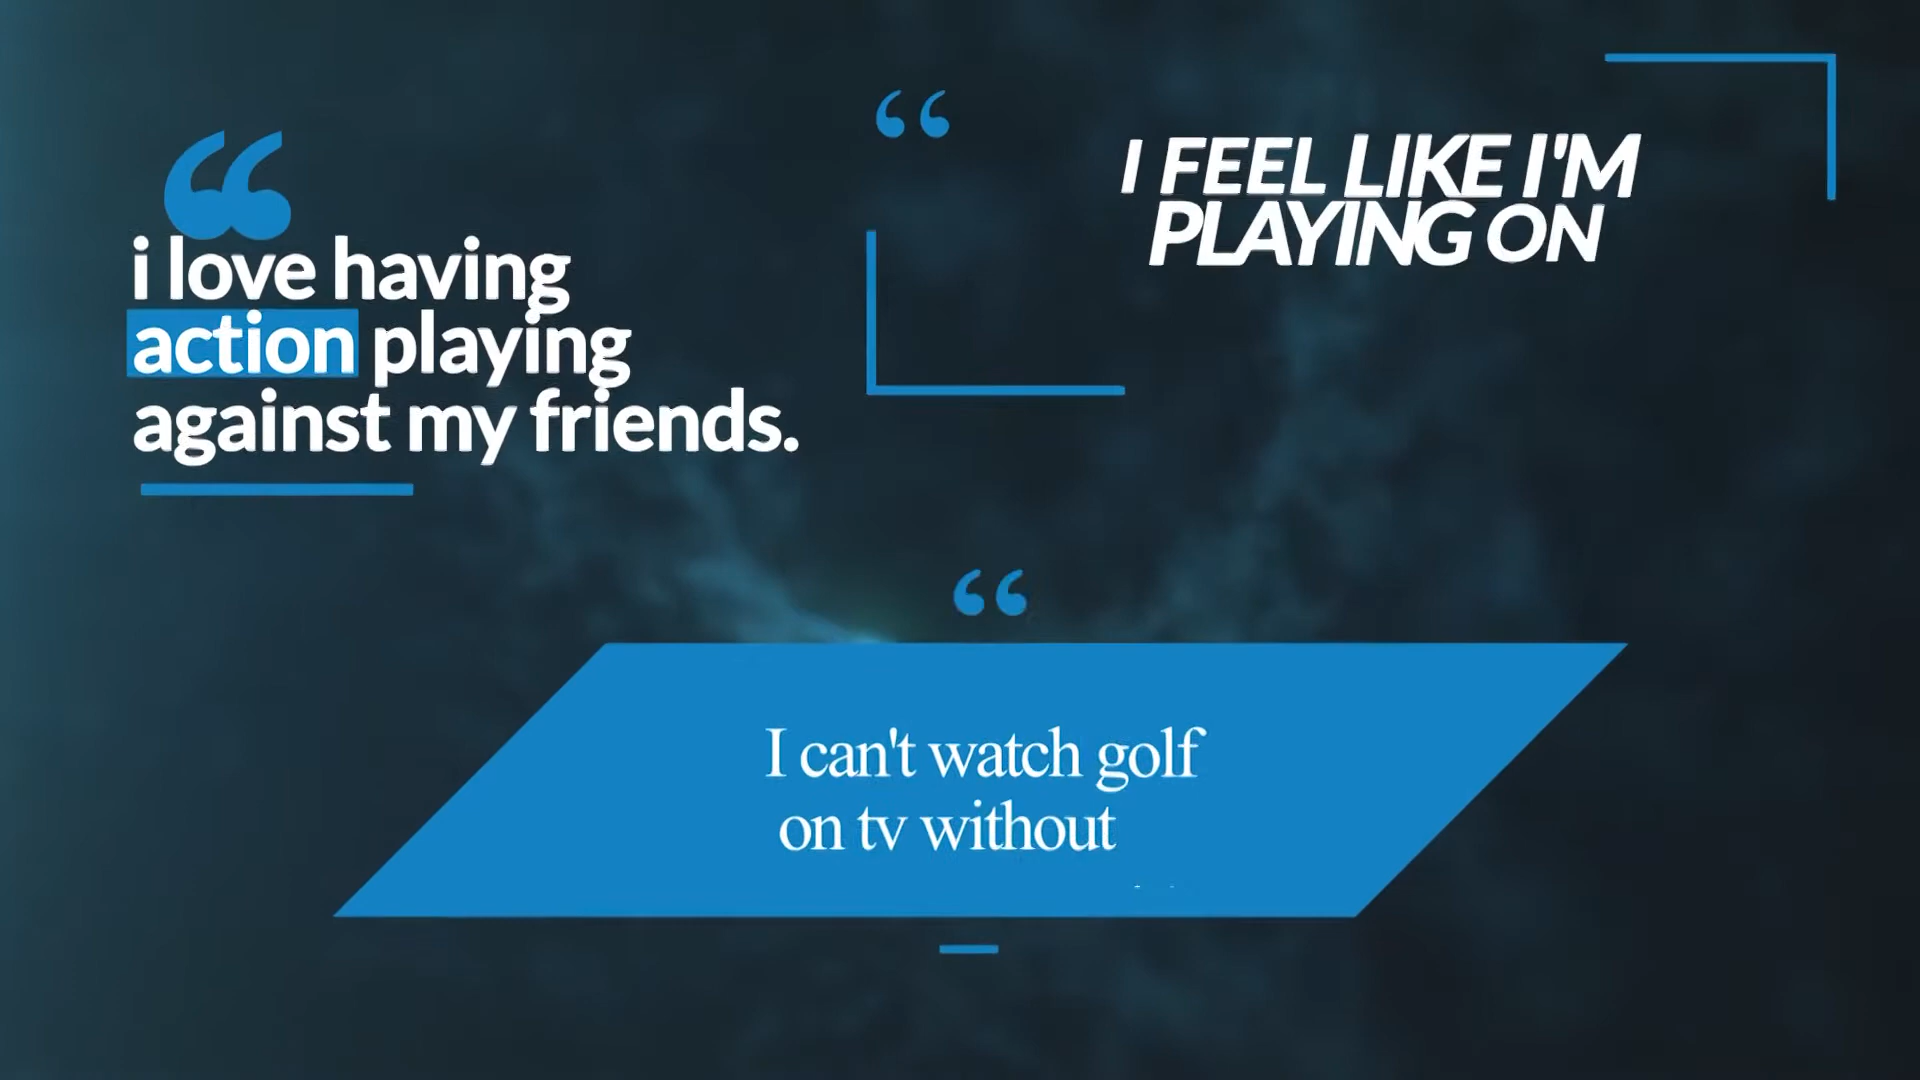 “
i love having
action playing
against my friends.
“
I FEEL LIKE I'M
PLAYING ON
“
I can't watch golf
on tv without